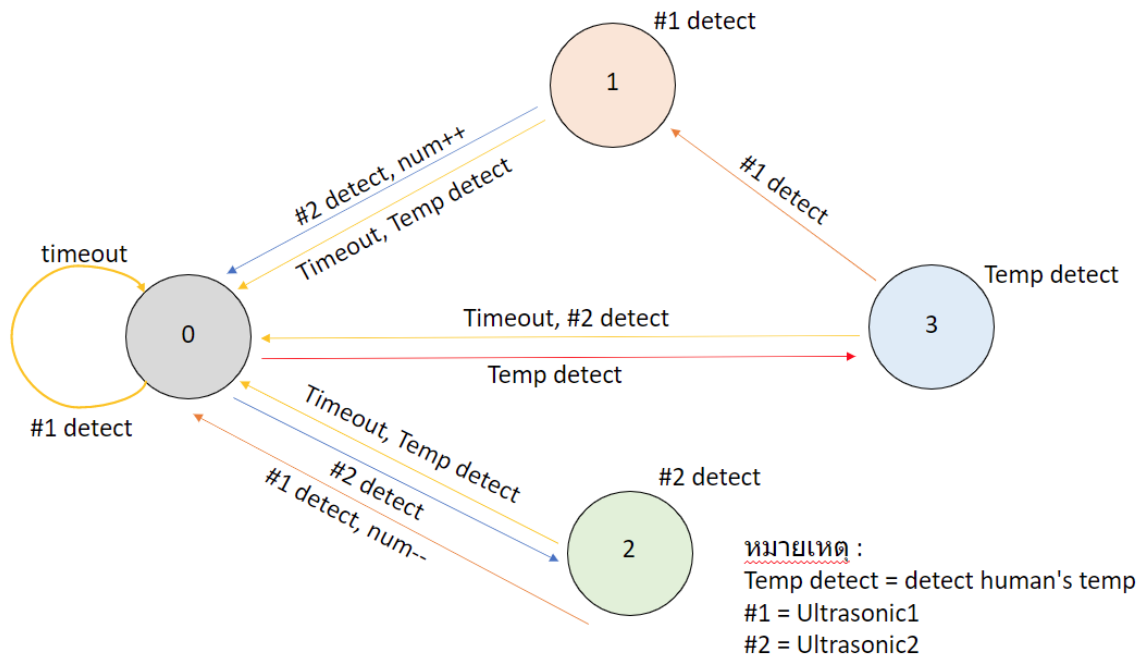 #1 detect
1
#2 detect, num++
Timeout, Temp detect
#1 detect
timeout
0
#1 detect
Timeout, #2 detect
Temp detect
Temp detect
3
Timeout, Temp detect
#2 detect
#1 detect, num--
#2 detect
2
หมายเหตุ :
Temp detect = detect human's temp
#1 = Ultrasonic1
#2 = Ultrasonic2